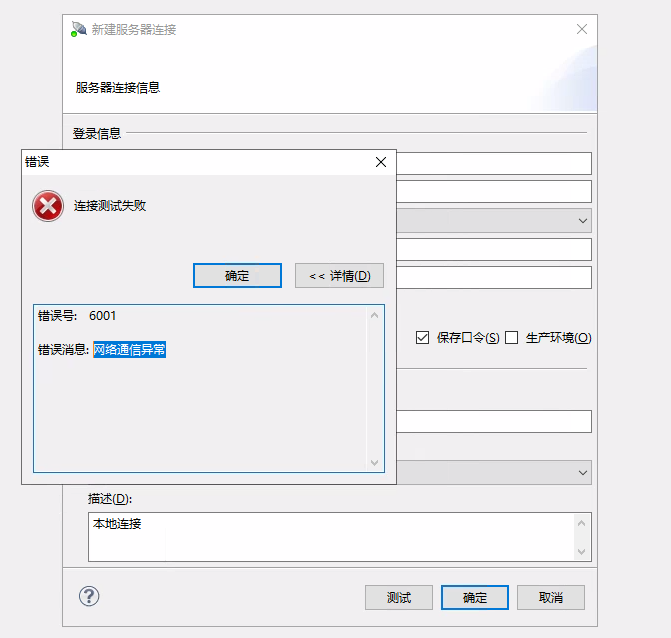 新建服务器连接
服务器连接信息
登录信息
错误
连接测试失败
确定
<< 详情(D)
错误号: 6001
错误消息: 网络通信异常
保存口令(S) 生产环境(O)
描述(D):
本地连接
测试
确定
取消